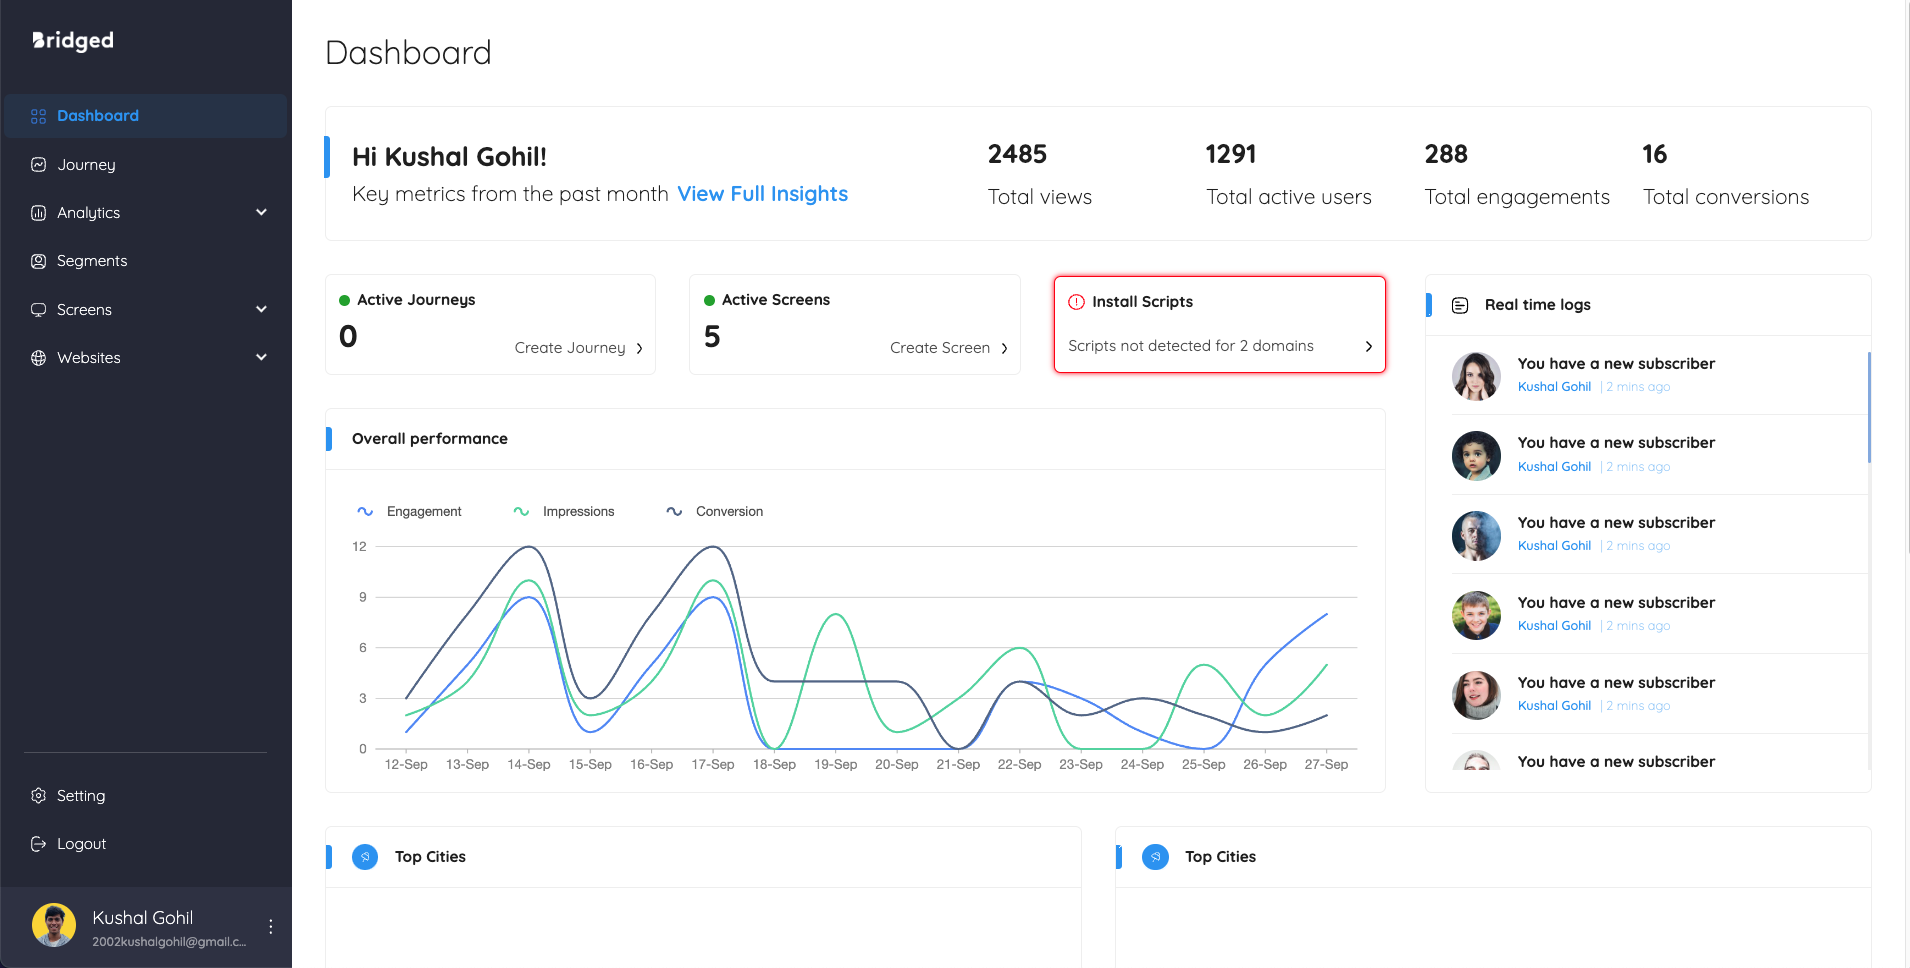 Bridged
Dashboard
Journey
Analytics
Segments
Screens
Websites
Setting
Logout
Kushal Gohil
2002kushalgohil@gmail.c...
Dashboard
Hi Kushal Gohil!
Key metrics from the past month View Full Insights
2485
Total views
1291
Total active users
288
Total engagements
16
Total conversions
Active Journeys
0
Create Journey
Active Screens
5
Create Screen
Install Scripts
Scripts not detected for 2 domains
Overall performance
Engagement Impressions Conversion
12
9
6
3
0
12-Sep 13-Sep 14-Sep 15-Sep 16-Sep 17-Sep 18-Sep 19-Sep 20-Sep 21-Sep 22-Sep 23-Sep 24-Sep 25-Sep 26-Sep 27-Sep
Real time logs
You have a new subscriber
Kushal Gohil | 2 mins ago
You have a new subscriber
Kushal Gohil | 2 mins ago
You have a new subscriber
Kushal Gohil | 2 mins ago
You have a new subscriber
Kushal Gohil | 2 mins ago
You have a new subscriber
Kushal Gohil | 2 mins ago
You have a new subscriber
Top Cities
Top Cities